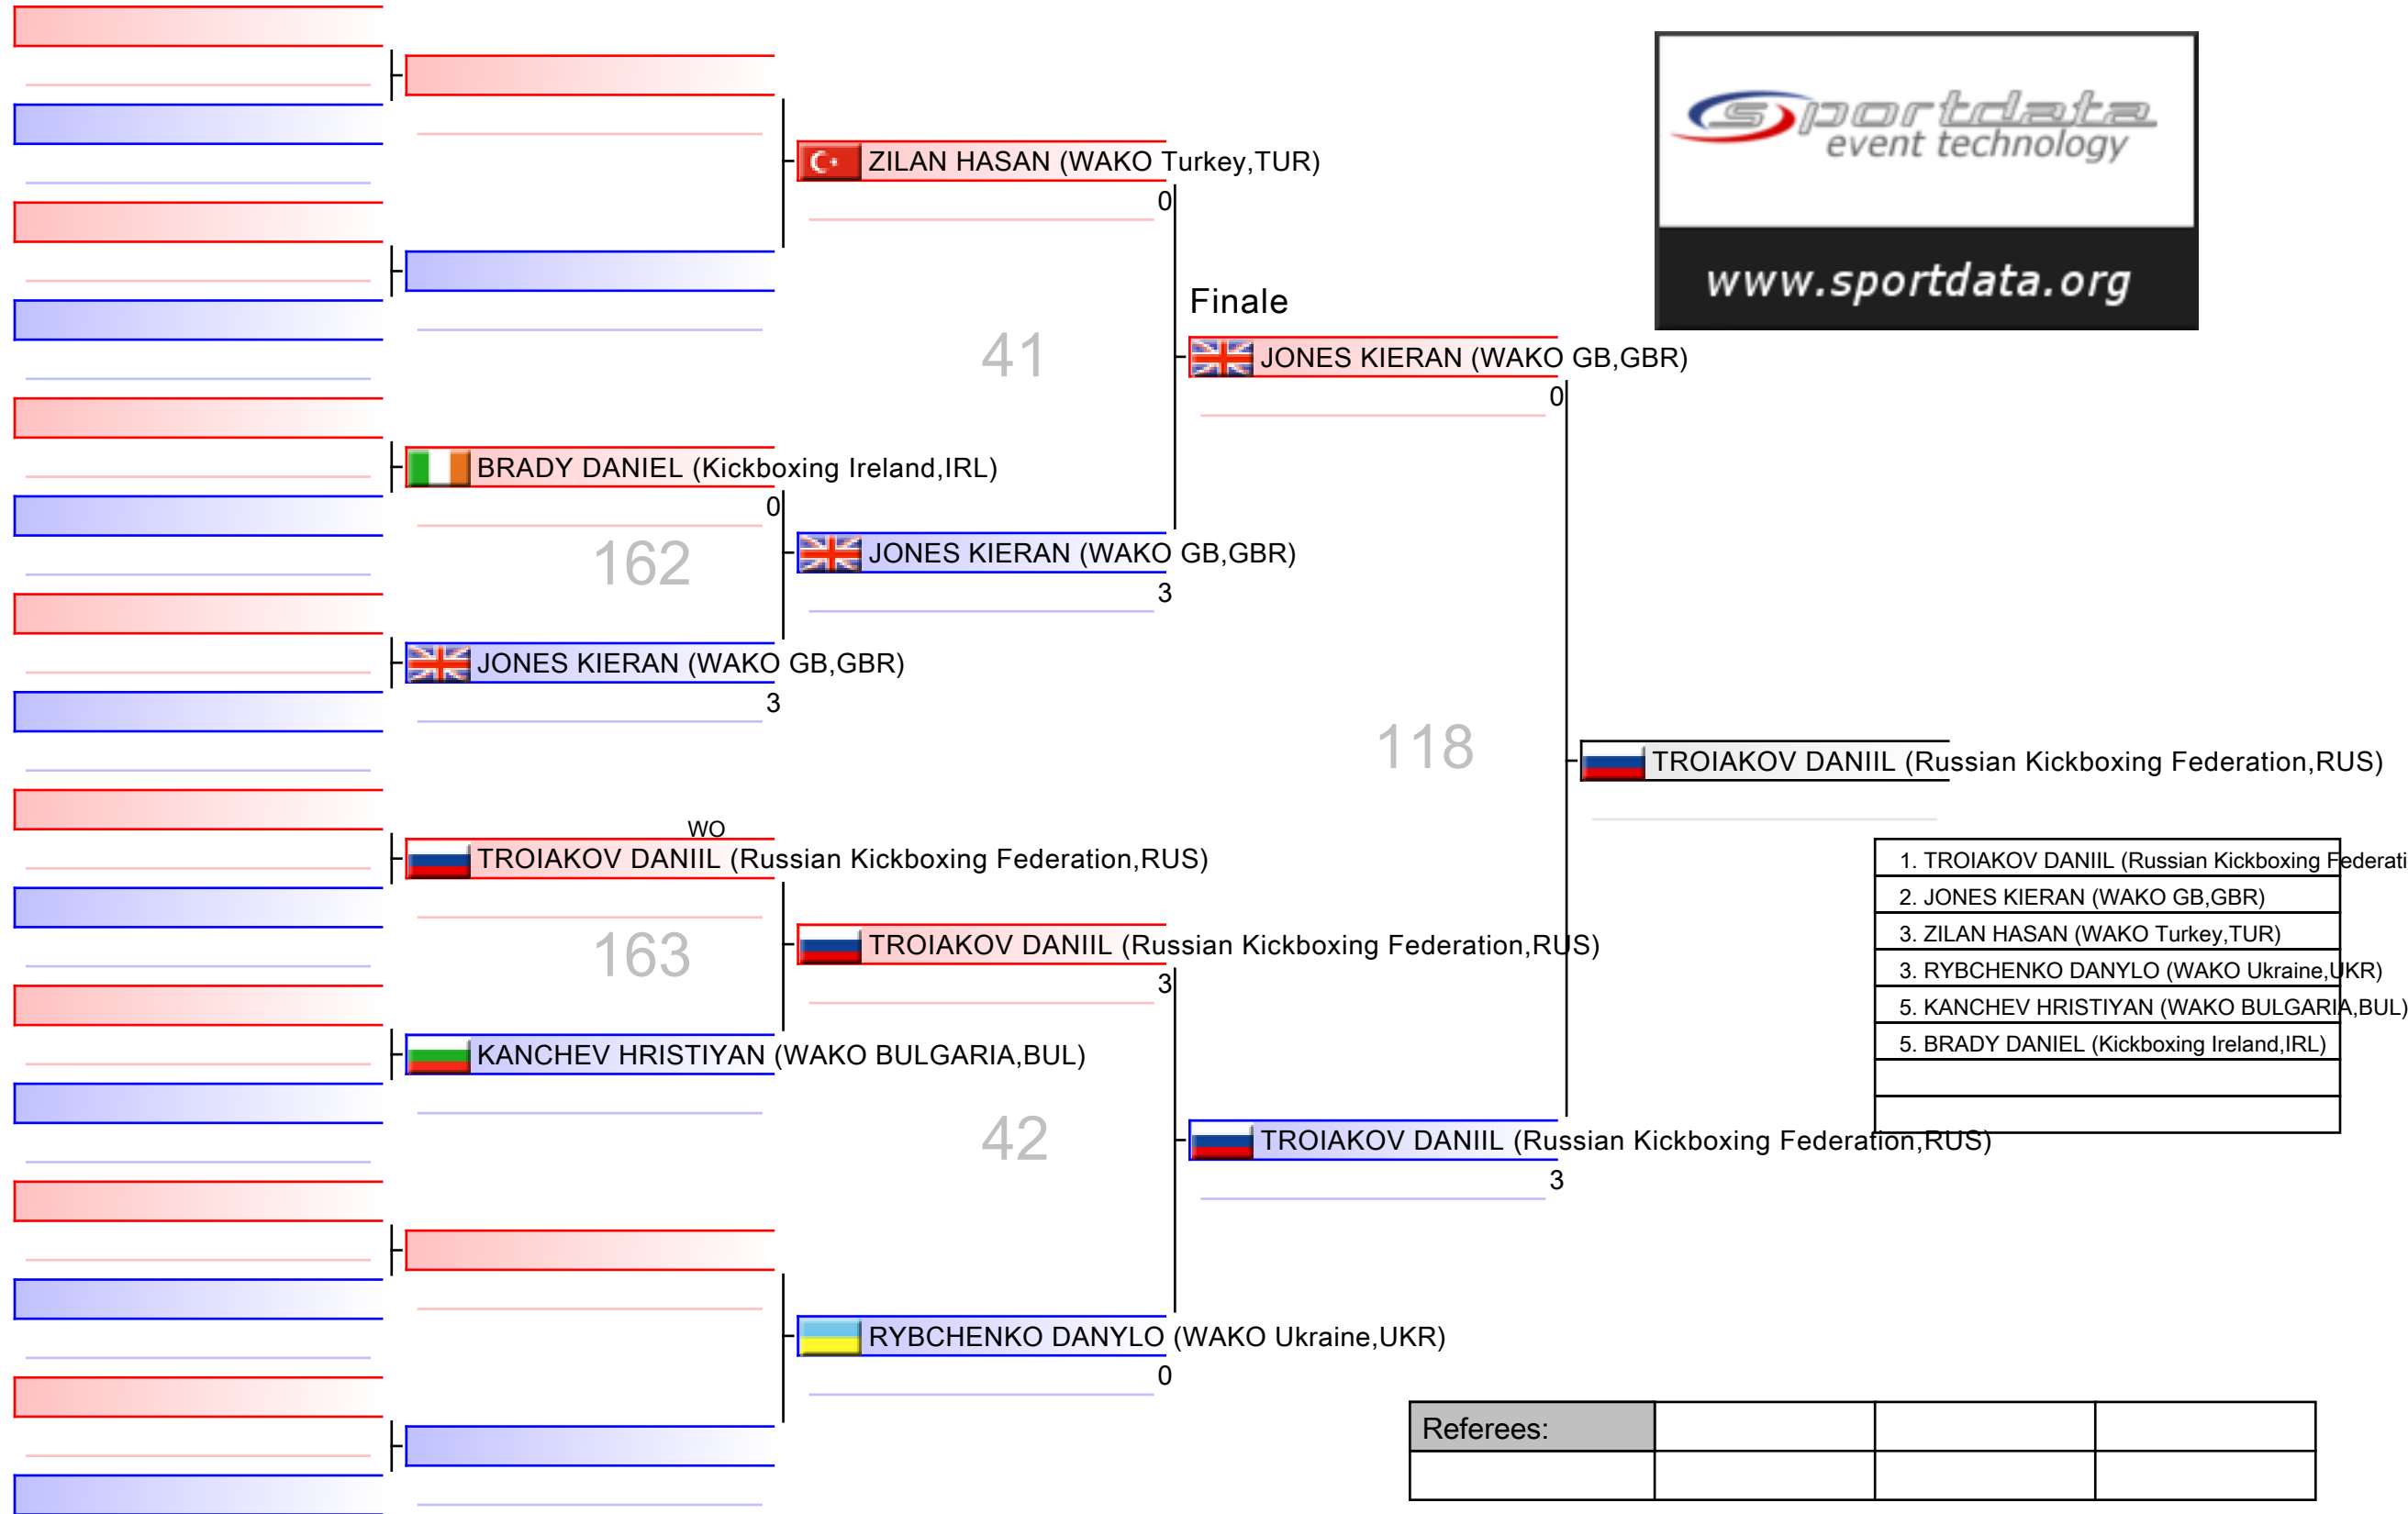 sportdata
event technology
www.sportdata.org
ZILAN HASAN (WAKO Turkey,TUR)
0
Finale
41
JONES KIERAN (WAKO GB,GBR)
0
BRADY DANIEL (Kickboxing Ireland,IRL)
0
162
JONES KIERAN (WAKO GB,GBR)
3
JONES KIERAN (WAKO GB,GBR)
3
118
TROIAKOV DANIIL (Russian Kickboxing Federation,RUS)
WO
TROIAKOV DANIIL (Russian Kickboxing Federation,RUS)
163
TROIAKOV DANIIL (Russian Kickboxing Federation,RUS)
3
KANCHEV HRISTIYAN (WAKO BULGARIA,BUL)
42
TROIAKOV DANIIL (Russian Kickboxing Federation,RUS)
3
RYBCHENKO DANYLO (WAKO Ukraine,UKR)
0
1. TROIAKOV DANIIL (Russian Kickboxing Federati
2. JONES KIERAN (WAKO GB,GBR)
3. ZILAN HASAN (WAKO Turkey,TUR)
3. RYBCHENKO DANYLO (WAKO Ukraine,UKR)
5. KANCHEV HRISTIYAN (WAKO BULGARIA,BUL)
5. BRADY DANIEL (Kickboxing Ireland,IRL)
Referees: